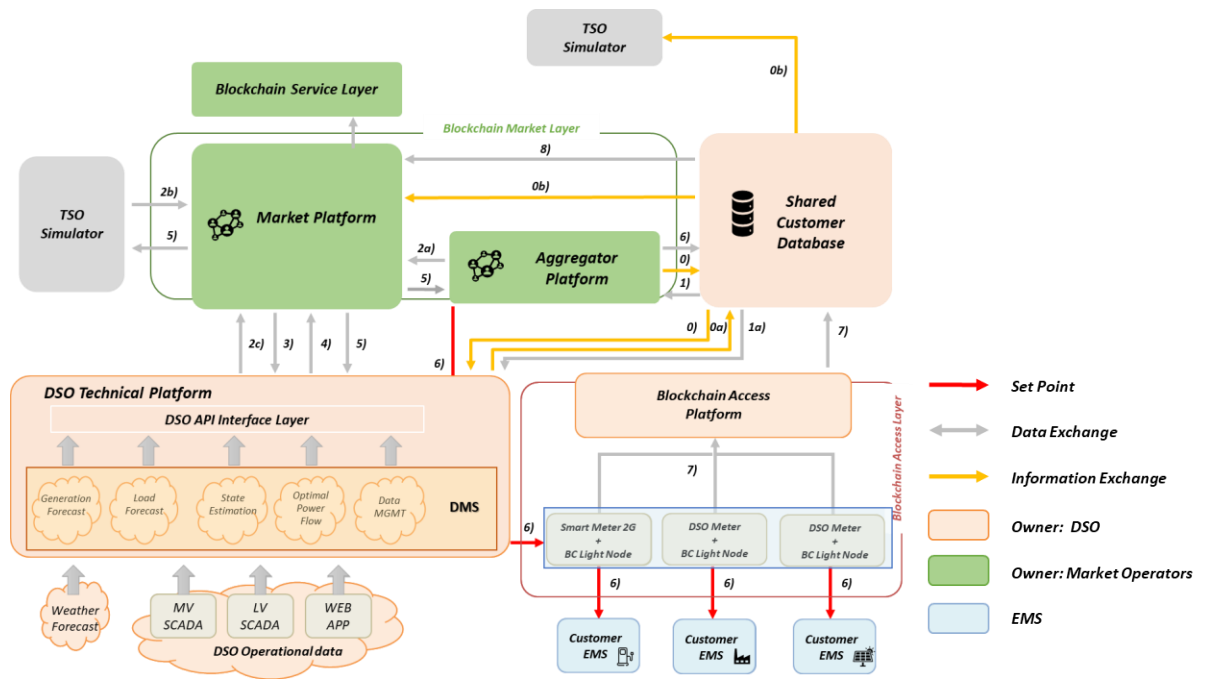 TSO
Simulator
0b)
Blockchain Service Layer
Blockchain Market Layer
8)
0b)
TSO
Simulator
2b)
5)
Market Platform
2a)
5)
Aggregator
Platform
6)
0)
1)
Shared
Customer
Database
2c)
3)
4)
5)
6)
0)
0a)
1a)
7)
DSO Technical Platform
DSO API Interface Layer
Generation
Forecast
Load
Forecast
State
Estimation
Optimal
Power
Flow
Data
MGMT
DMS
Blockchain Access
Platform
Blockchain Access Layer
7)
6)
Smart Meter 2G
+
BC Light Node
DSO Meter
+
BC Light Node
DSO Meter
+
BC Light Node
6)
6)
6)
Weather
Forecast
MV
SCADA
LV
SCADA
WEB
APP
DSO Operational data
Customer
EMS
Customer
EMS
Customer
EMS
Set Point
Data Exchange
Information Exchange
Owner: DSO
Owner: Market Operators
EMS